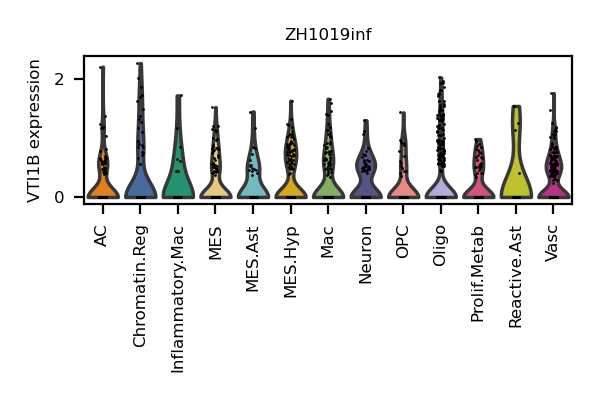 ZH1019inf
VTI1B expression
2
0
AC
Chromatin.Reg
Inflammatory.Mac
MES
MES.Ast
MES.Hyp
Mac
Neuron
OPC
Oligo
Prolif.Metab
Reactive.Ast
Vasc